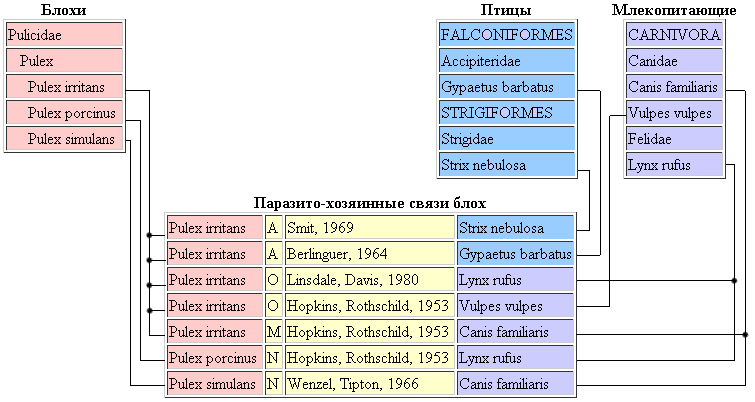 Блохи
Pulicidae
Pulex
Pulex irritans
Pulex porcinus
Pulex simulans
Птицы
FALCONIFORMES
Accipiteridae
Gypaetus barbatus
STRIGIFORMES
Strigidae
Strix nebulosa
Млекопитающие
CARNIVORA
Canidae
Canis familiaris
Vulpes vulpes
Felidae
Lynx rufus
Паразито-хозяинные связи блох
Pulex irritans A Smit, 1969 Strix nebulosa
Pulex irritans A Berlinguer, 1964 Gypaetus barbatus
Pulex irritans O Linsdale, Davis, 1980 Lynx rufus
Pulex irritans O Hopkins, Rothschild, 1953 Vulpes vulpes
Pulex irritans M Hopkins, Rothschild, 1953 Canis familiaris
Pulex porcinus N Hopkins, Rothschild, 1953 Lynx rufus
Pulex simulans N Wenzel, Tipton, 1966 Canis familiaris